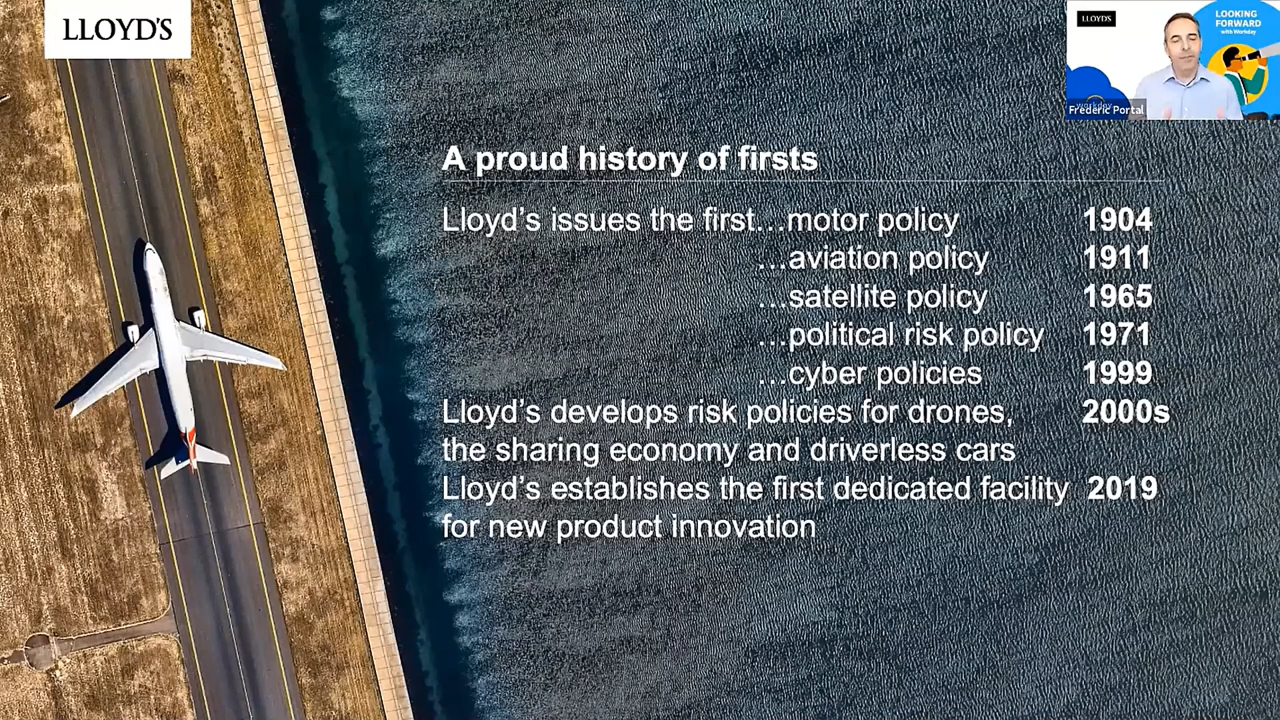 LLOYD'S
LLOYD'S
LOOKING
FORWARD
with Workday
Frederic Portal
A proud history of firsts
Lloyd's issues the first...motor policy 1904
...aviation policy 1911
...satellite policy 1965
...political risk policy 1971
...cyber policies 1999
Lloyd's develops risk policies for drones, 2000s
the sharing economy and driverless cars
Lloyd's establishes the first dedicated facility 2019
for new product innovation